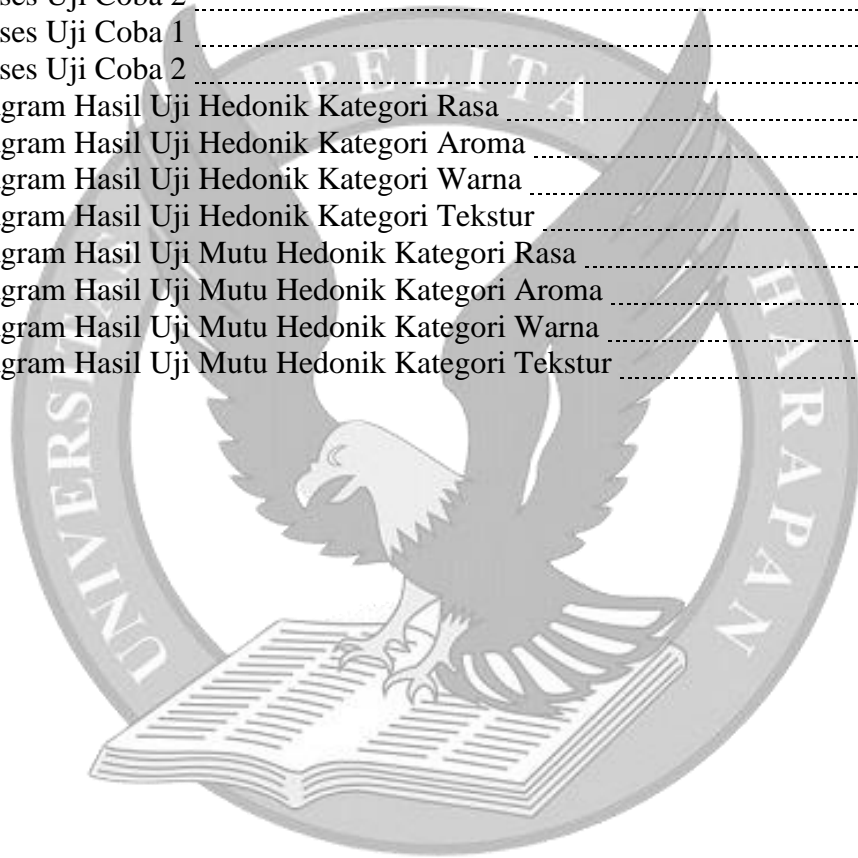 ses Uji Coba 2
ses Uji Coba 1
ses Uji Coba 2
gram Hasil Uji Hedonik Kategori Rasa
gram Hasil Uji Hedonik Kategori Aroma
gram Hasil Uji Hedonik Kategori Warna
gram Hasil Uji Hedonik Kategori Tekstur
gram Hasil Uji Mutu Hedonik Kategori Rasa
gram Hasil Uji Mutu Hedonik Kategori Aroma
gram Hasil Uji Mutu Hedonik Kategori Warna
gram Hasil Uji Mutu Hedonik Kategori Tekstur
UNIVERSITAS PELITA HARAPAN